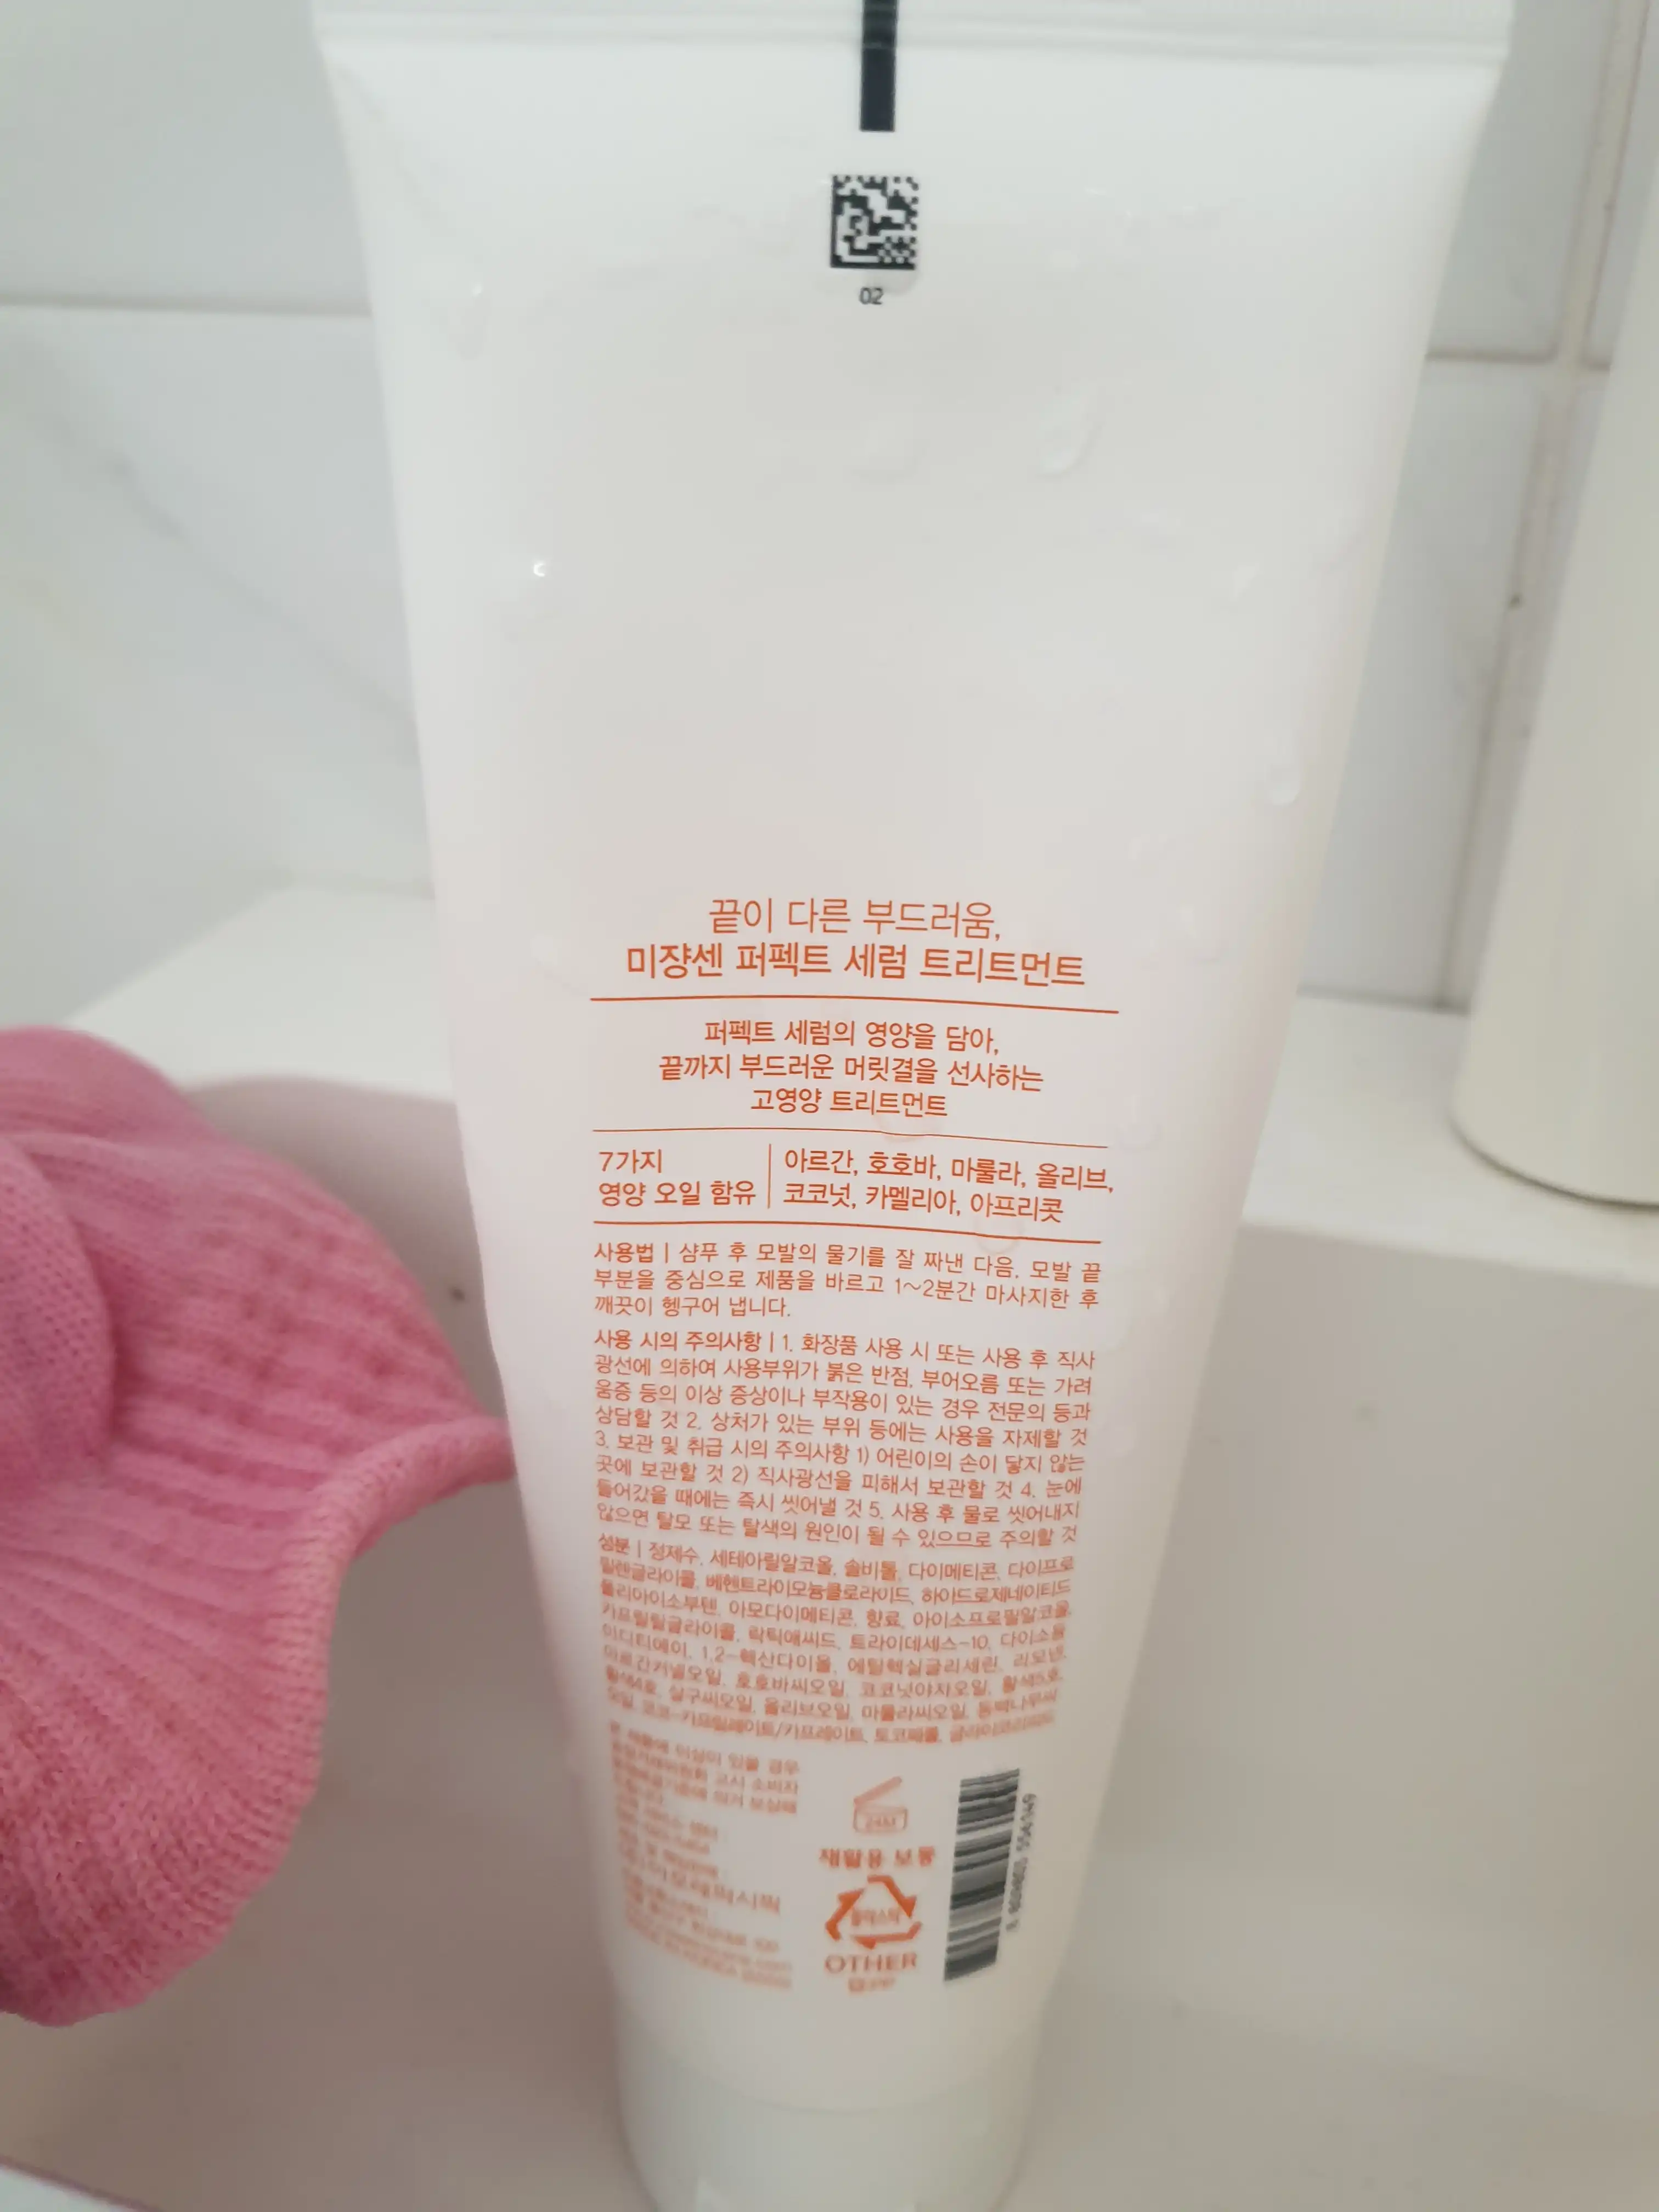 02
끝이 다른 부드러움,
미쟝센 퍼펙트 세럼 트리트먼트
퍼펙트 세럼의 영양을 담아,
끝까지 부드러운 머릿결을 선사하는
고영양 트리트먼트
7가지
영양 오일 함유
아르간, 호호바, 마룰라, 올리브,
코코넛, 카멜리아, 아프리콧
사용법 | 샴푸 후 모발의 물기를 잘 짜낸 다음, 모발 끝
부분을 중심으로 제품을 바르고 1~2분간 마사지한 후
깨끗이 헹구어 냅니다.
사용 시의 주의사항 | 1. 화장품 사용 시 또는 사용 후 직사
광선에 의하여 사용부위가 붉은 반점, 부어오름 또는 가려
움증 등의 이상 증상이나 부작용이 있는 경우 전문의 등과
상담할 것 2. 상처가 있는 부위 등에는 사용을 자제할 것
3. 보관 및 취급 시의 주의사항 1) 어린이의 손이 닿지 않는
곳에 보관할 것 2) 직사광선을 피해서 보관할 것 4. 눈에
들어갔을 때에는 즉시 씻어낼 것 5. 사용 후 물로 씻어내지
않으면 탈모 또는 탈색의 원인이 될 수 있으므로 주의할 것
성분 | 정제수, 세테아릴알코올, 솔비톨, 다이메티콘, 다이프로
필렌글라이콜, 베헨트라이모늄클로라이드, 하이드로제네이티드
폴리아이소부텐, 아모다이메티콘, 향료, 아이소프로필알코올,
카프릴릴글라이콜, 락틱애씨드, 트라이데세스-10, 다이소듐
이디티에이, 1,2-헥산다이올, 에틸헥실글리세린, 리모넨,
아르간커넬오일, 호호바씨오일, 코코넛야자오일, 황색5호,
황색4호, 살구씨오일, 올리브오일, 마룰라씨오일, 동백나무씨
오일, 코코-카프릴레이트/카프레이트, 토코페롤,
24M
재활용 보통
플라스틱
OTHER